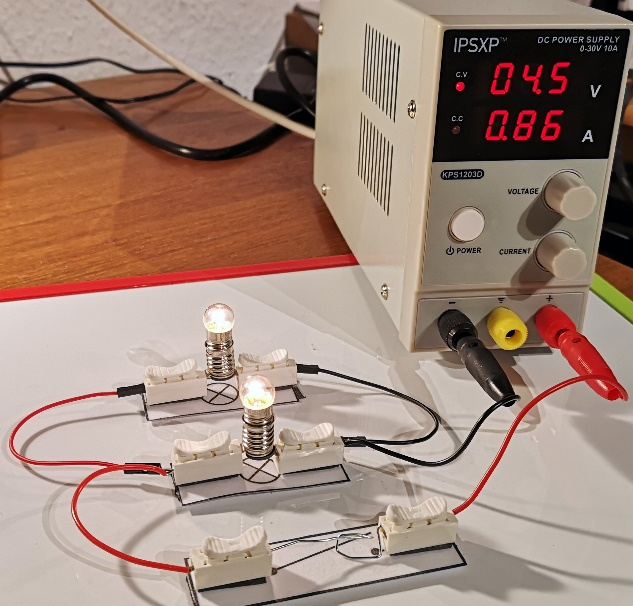 IPSXP™
DC POWER SUPPLY
0-30V 10A
C.V
04.5 V
C.C
0.86 A
KPS1203D
VOLTAGE
POWER
CURRENT
- +